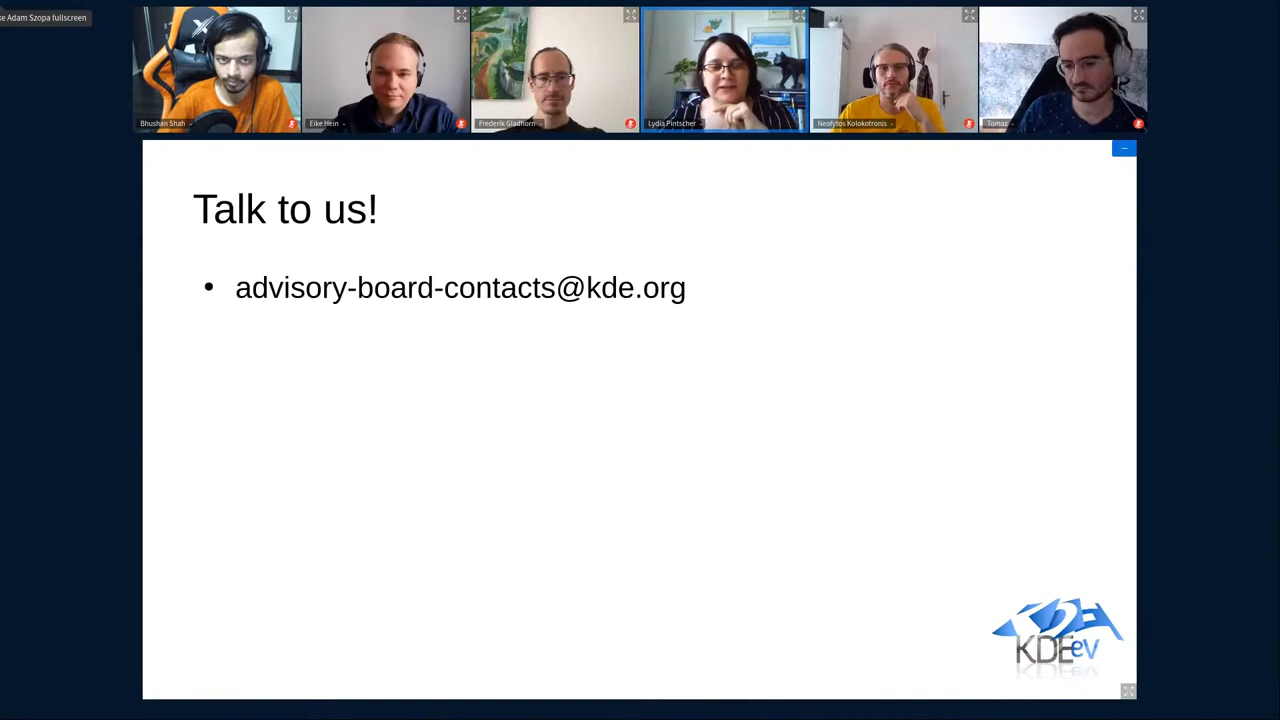 ke Adam Szopa fullscreen
Bhushan Shah
Eike Hein
Frederik Gladhorn
Lydia Pintscher
Neofytos Kolokotronis
Tomaz
Talk to us!
• advisory-board-contacts@kde.org
KDE eV